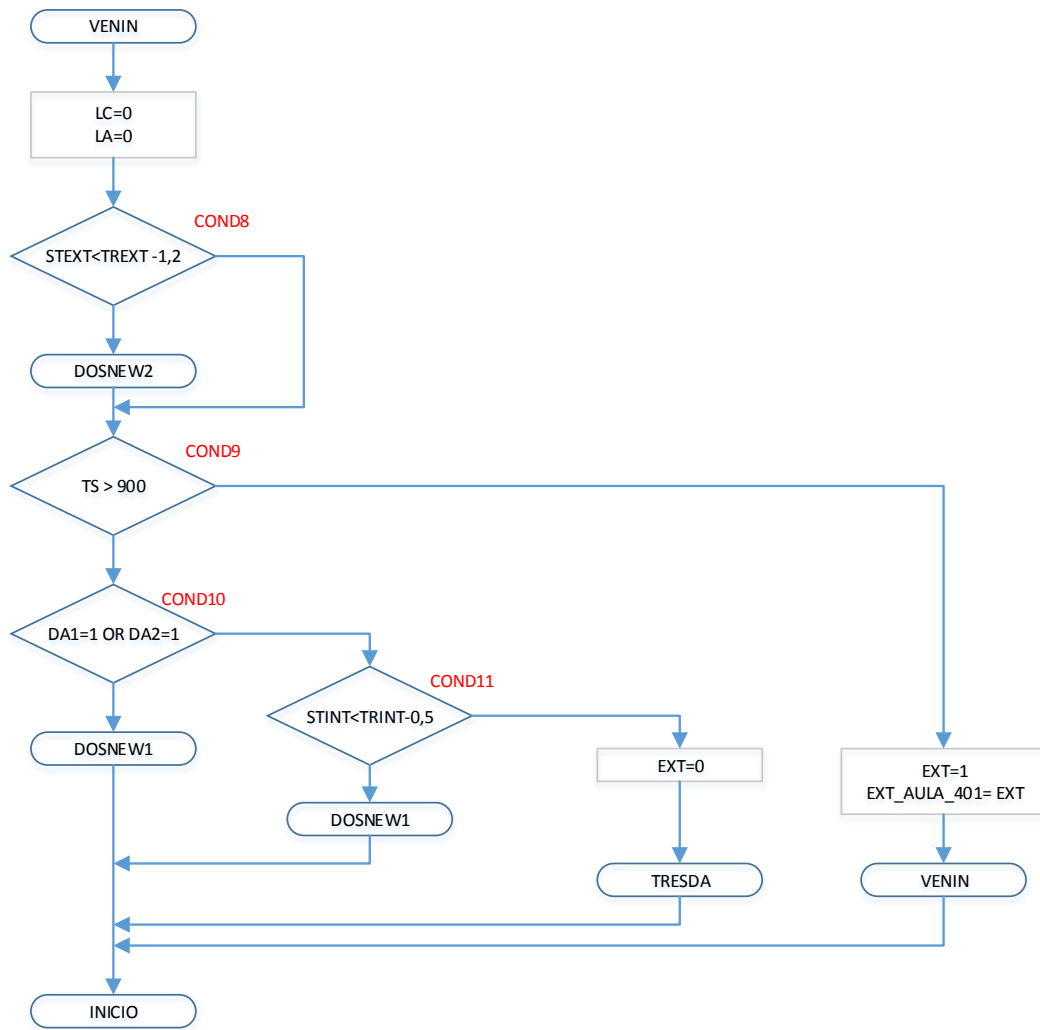 VENIN
LC=0
LA=0
COND8
STEXT<TREXT -1,2
DOSNEW2
COND9
TS > 900
COND10
DA1=1 OR DA2=1
COND11
STINT<TRINT-0,5
DOSNEW1
EXT=0
EXT=1
EXT_AULA_401= EXT
DOSNEW1
TRESDA
VENIN
INICIO